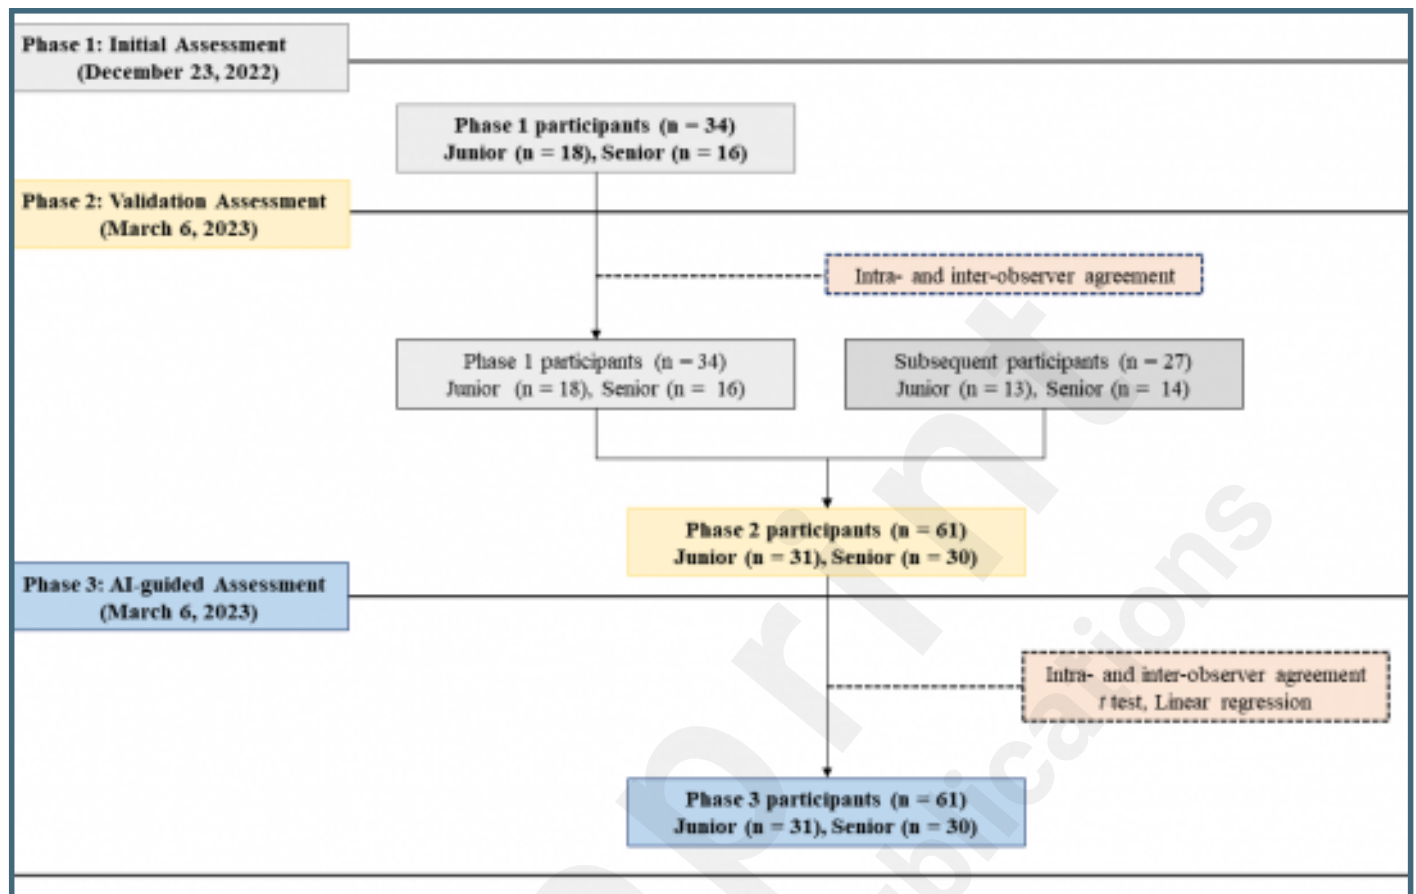 Phase 1: Initial Assessment
(December 23, 2022)
Phase 1 participants (n = 34)
Junior (n = 18), Senior (n = 16)
Phase 2: Validation Assessment
(March 6, 2023)
Intra- and inter-observer agreement
Phase 1 participants (n = 34)
Junior (n = 18), Senior (n = 16)
Subsequent participants (n = 27)
Junior (n = 13), Senior (n = 14)
Phase 2 participants (n = 61)
Junior (n = 31), Senior (n = 30)
Phase 3: AI-guided Assessment
(March 6, 2023)
Intra- and inter-observer agreement
t test, Linear regression
Phase 3 participants (n = 61)
Junior (n = 31), Senior (n = 30)
print
blications